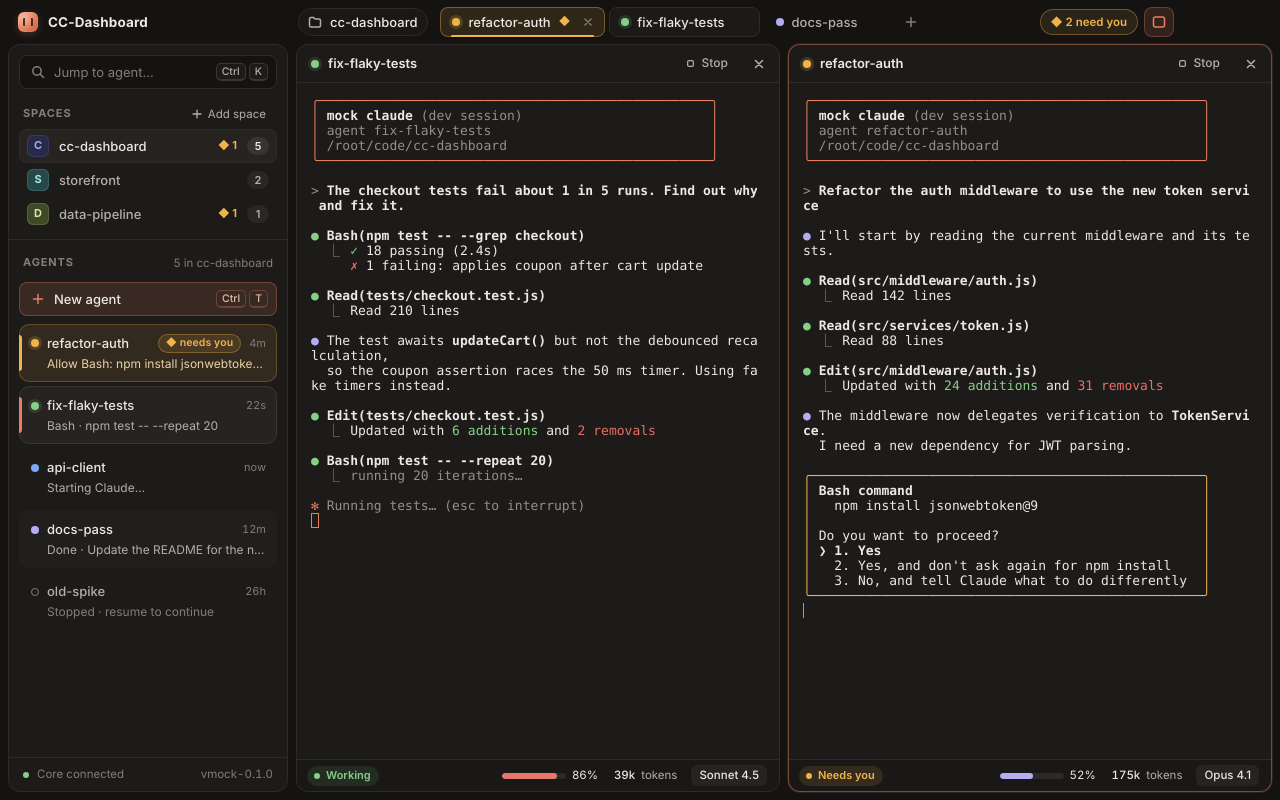 CC-Dashboard
cc-dashboard
refactor-auth
fix-flaky-tests
docs-pass
2 need you
Jump to agent…
Ctrl K
SPACES
Add space
C cc-dashboard 1 5
S storefront 2
D data-pipeline 1 1
AGENTS
5 in cc-dashboard
New agent
Ctrl T
refactor-auth needs you 4m
Allow Bash: npm install jsonwebtoke…
fix-flaky-tests 22s
Bash · npm test -- --repeat 20
api-client now
Starting Claude…
docs-pass 12m
Done · Update the README for the n…
old-spike 26h
Stopped · resume to continue
Core connected
vmock-0.1.0
fix-flaky-tests
Stop
mock claude (dev session)
agent fix-flaky-tests
/root/code/cc-dashboard
> The checkout tests fail about 1 in 5 runs. Find out why
and fix it.
● Bash(npm test -- --grep checkout)
⎿ ✓ 18 passing (2.4s)
✗ 1 failing: applies coupon after cart update
● Read(tests/checkout.test.js)
⎿ Read 210 lines
● The test awaits updateCart() but not the debounced reca
lculation,
so the coupon assertion races the 50 ms timer. Using fa
ke timers instead.
● Edit(tests/checkout.test.js)
⎿ Updated with 6 additions and 2 removals
● Bash(npm test -- --repeat 20)
⎿ running 20 iterations…
✻ Running tests… (esc to interrupt)
Working
86%
39k tokens
Sonnet 4.5
refactor-auth
Stop
mock claude (dev session)
agent refactor-auth
/root/code/cc-dashboard
> Refactor the auth middleware to use the new token servi
ce
● I'll start by reading the current middleware and its te
sts.
● Read(src/middleware/auth.js)
⎿ Read 142 lines
● Read(src/services/token.js)
⎿ Read 88 lines
● Edit(src/middleware/auth.js)
⎿ Updated with 24 additions and 31 removals
● The middleware now delegates verification to TokenServi
ce.
I need a new dependency for JWT parsing.
Bash command
npm install jsonwebtoken@9
Do you want to proceed?
❯ 1. Yes
2. Yes, and don't ask again for npm install
3. No, and tell Claude what to do differently
Needs you
52%
175k tokens
Opus 4.1